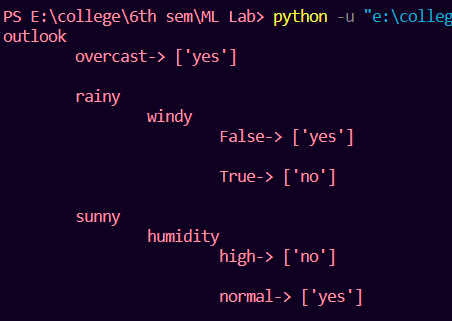 PS E:\college\6th sem\ML Lab> python -u "e:\colleg
outlook
overcast-> ['yes']
rainy
windy
False-> ['yes']
True-> ['no']
sunny
humidity
high-> ['no']
normal-> ['yes']